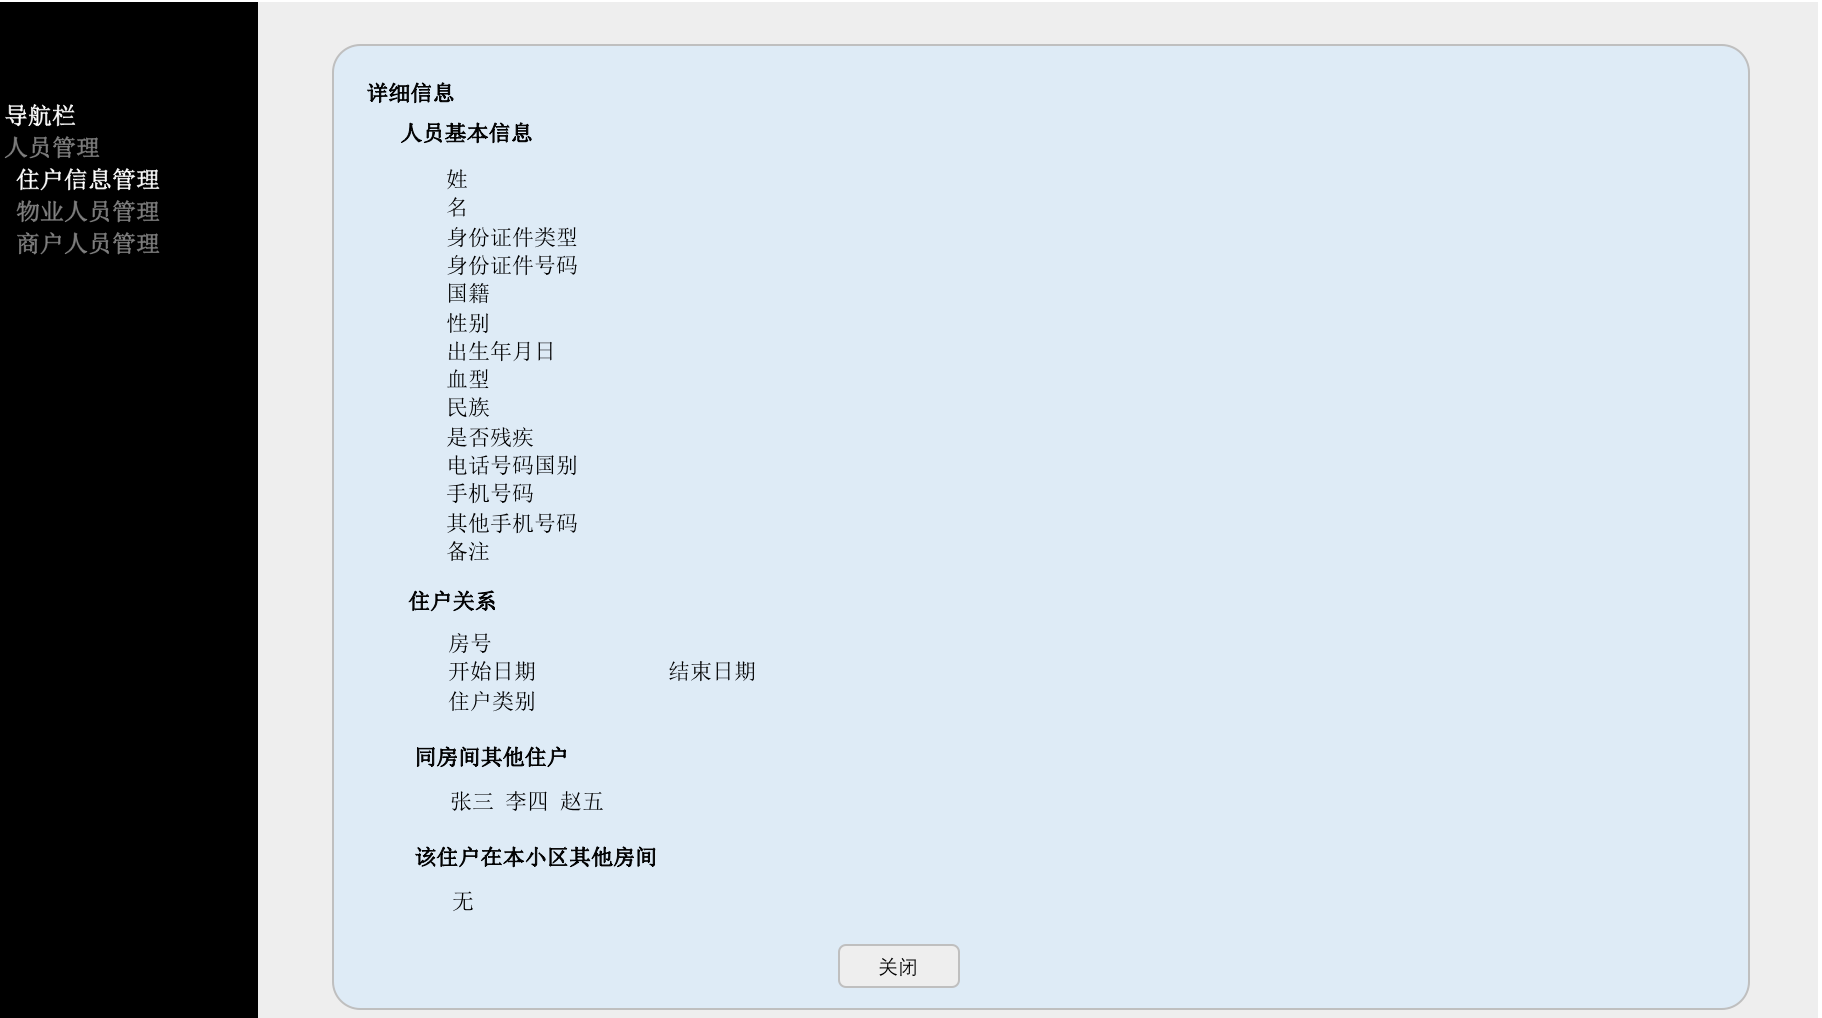 导航栏
人员管理
住户信息管理
物业人员管理
商户人员管理
详细信息
人员基本信息
姓
名
身份证件类型
身份证件号码
国籍
性别
出生年月日
血型
民族
是否残疾
电话号码国别
手机号码
其他手机号码
备注
住户关系
房号
开始日期 结束日期
住户类别
同房间其他住户
张三 李四 赵五
该住户在本小区其他房间
无
关闭